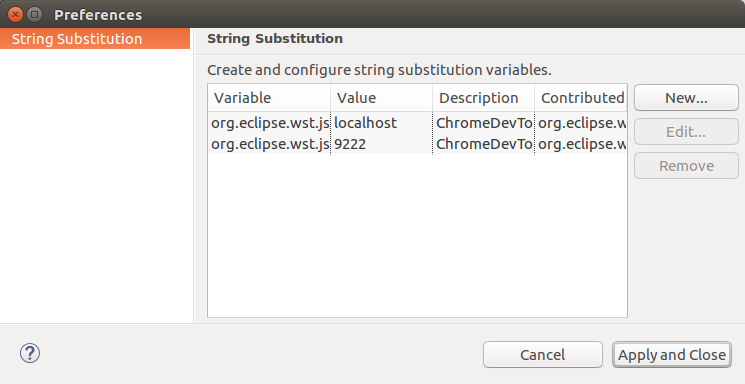 Preferences
String Substitution
String Substitution
Create and configure string substitution variables.
Variable Value Description Contributed
org.eclipse.wst.js localhost ChromeDevTo org.eclipse.w
org.eclipse.wst.js 9222 ChromeDevTo org.eclipse.w
New...
Edit...
Remove
?
Cancel
Apply and Close